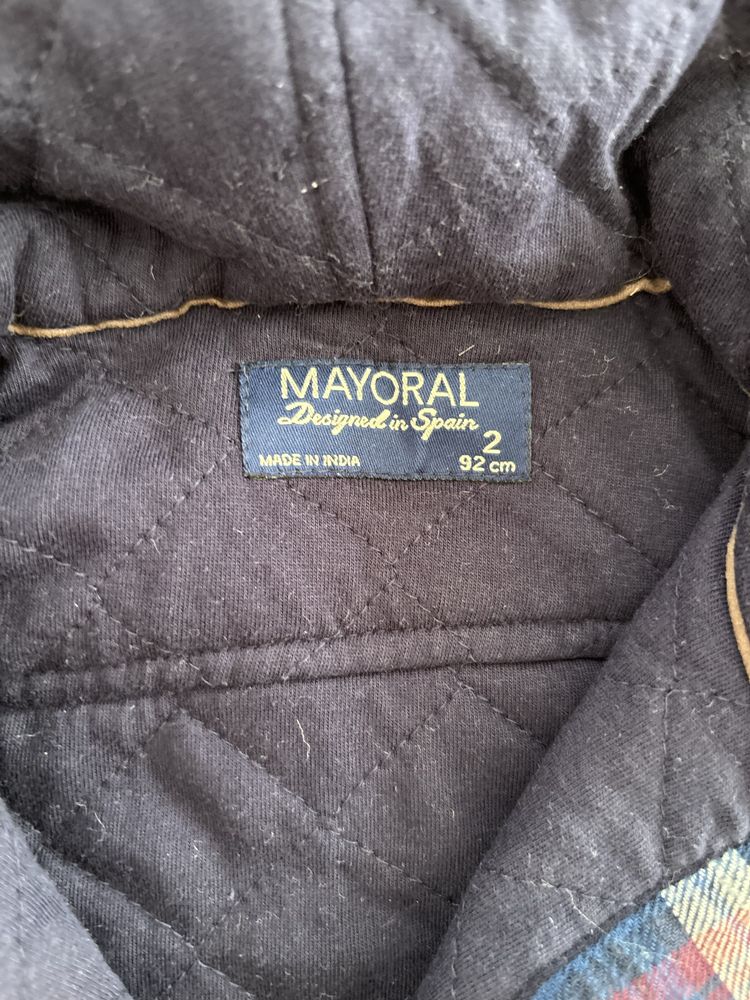 MAYORAL
Designed in Spain
2
MADE IN INDIA 92 cm